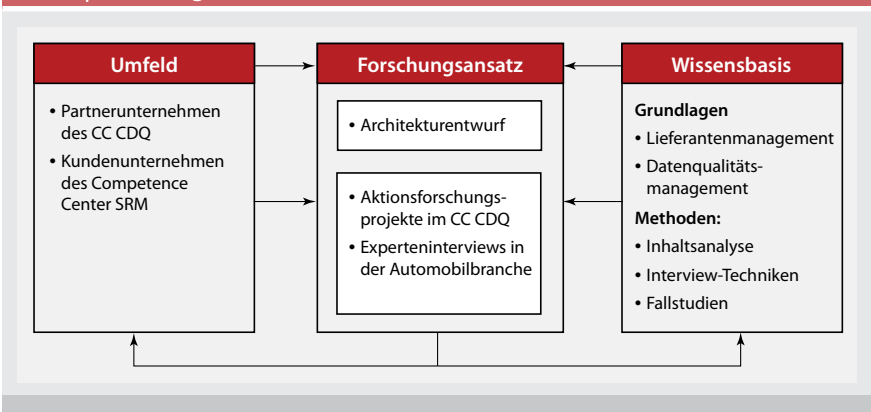 Umfeld
• Partnerunternehmen
des CC CDQ
• Kundenunternehmen
des Competence
Center SRM
Forschungsansatz
• Architekturentwurf
• Aktionsforschungs-
projekte im CC CDQ
• Experteninterviews in
der Automobilbranche
Wissensbasis
Grundlagen
• Lieferantenmanagement
• Datenqualitäts-
management
Methoden:
• Inhaltsanalyse
• Interview-Techniken
• Fallstudien